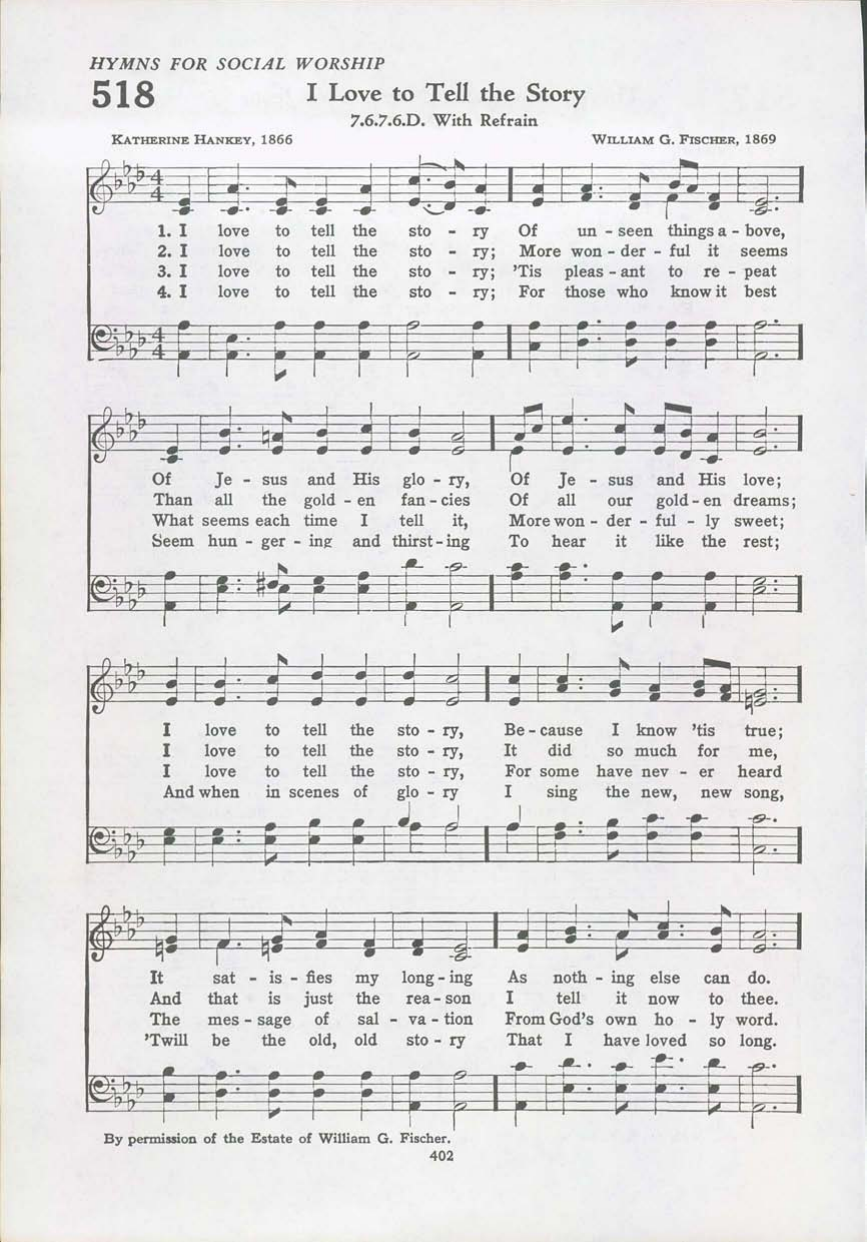 HYMNS FOR SOCIAL WORSHIP
518 I Love to Tell the Story
7.6.7.6.D. With Refrain
KATHERINE HANKEY, 1866 WILLIAM G. FISCHER, 1869
1. I love to tell the sto - ry Of un - seen things a - bove,
2. I love to tell the sto - ry; More won - der - ful it seems
3. I love to tell the sto - ry; 'Tis pleas - ant to re - peat
4. I love to tell the sto - ry; For those who know it best
Of Je - sus and His glo - ry, Of Je - sus and His love;
Than all the gold - en fan - cies Of all our gold - en dreams;
What seems each time I tell it, More won - der - ful - ly sweet;
Seem hun - ger - ing and thirst - ing To hear it like the rest;
I love to tell the sto - ry, Be - cause I know 'tis true;
I love to tell the sto - ry, It did so much for me,
I love to tell the sto - ry, For some have nev - er heard
And when in scenes of glo - ry I sing the new, new song,
It sat - is - fies my long - ing As noth - ing else can do.
And that is just the rea - son I tell it now to thee.
The mes - sage of sal - va - tion From God's own ho - ly word.
'Twill be the old, old sto - ry That I have loved so long.
By permission of the Estate of William G. Fischer.
402